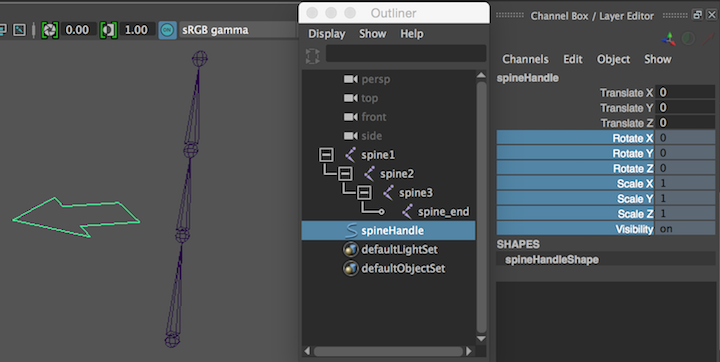 0.00 1.00 ON sRGB gamma
Outliner
Display Show Help
persp
top
front
side
spine1
spine2
spine3
spine_end
spineHandle
defaultLightSet
defaultObjectSet
Channel Box / Layer Editor
Channels Edit Object Show
spineHandle
Translate X 0
Translate Y 0
Translate Z 0
Rotate X 0
Rotate Y 0
Rotate Z 0
Scale X 1
Scale Y 1
Scale Z 1
Visibility on
SHAPES
spineHandleShape